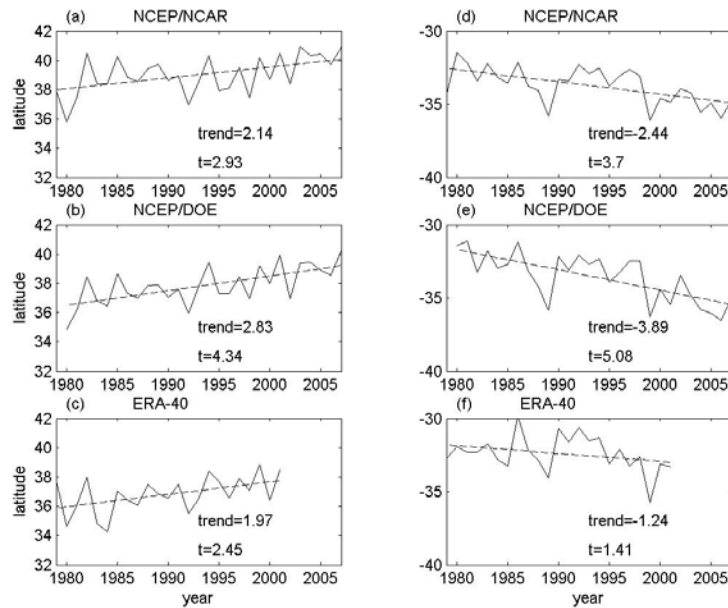 (a) NCEP/NCAR
42
40
38
36
34
32
latitude
trend=2.14
t=2.93
1980 1985 1990 1995 2000 2005
(d) NCEP/NCAR
-30
-33
-35
-40
latitude
trend=-2.44
t=3.7
1980 1985 1990 1995 2000 2005
(b) NCEP/DOE
42
40
38
36
34
32
latitude
trend=2.83
t=4.34
1980 1985 1990 1995 2000 2005
(e) NCEP/DOE
-30
-35
-40
latitude
trend=-3.89
t=5.08
1980 1985 1990 1995 2000 2005
(c) ERA-40
42
40
38
36
34
32
latitude
trend=1.97
t=2.45
1980 1985 1990 1995 2000 2005
year
(f) ERA-40
-30
-35
-40
trend=-1.24
t=1.41
1980 1985 1990 1995 2000 2005
year